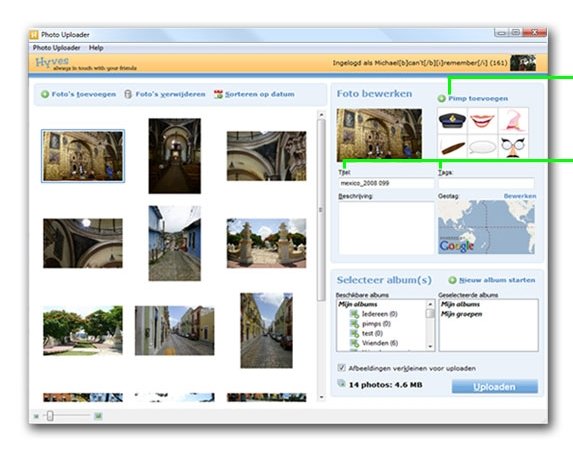 Photo Uploader
Photo Uploader Help
Hyves
always in touch with your friends
Ingelogd als Michael[b]can't[/b][i]remember[/i] (161)
Foto's toevoegen
Foto's verwijderen
Sorteren op datum
Foto bewerken
Pimp toevoegen
Titel:
Tags:
mexico_2008 099
Beschrijving:
Geotag:
Bewerken
POWERED BY
Google
Selecteer album(s)
Nieuw album starten
Beschikbare albums
Geselecteerde albums
Mijn albums
Iedereen (0)
pimps (0)
test (0)
Vrienden (6)
Mijn albums
Mijn groepen
Afbeeldingen verkleinen voor uploaden
14 photos: 4.6 MB
Uploaden